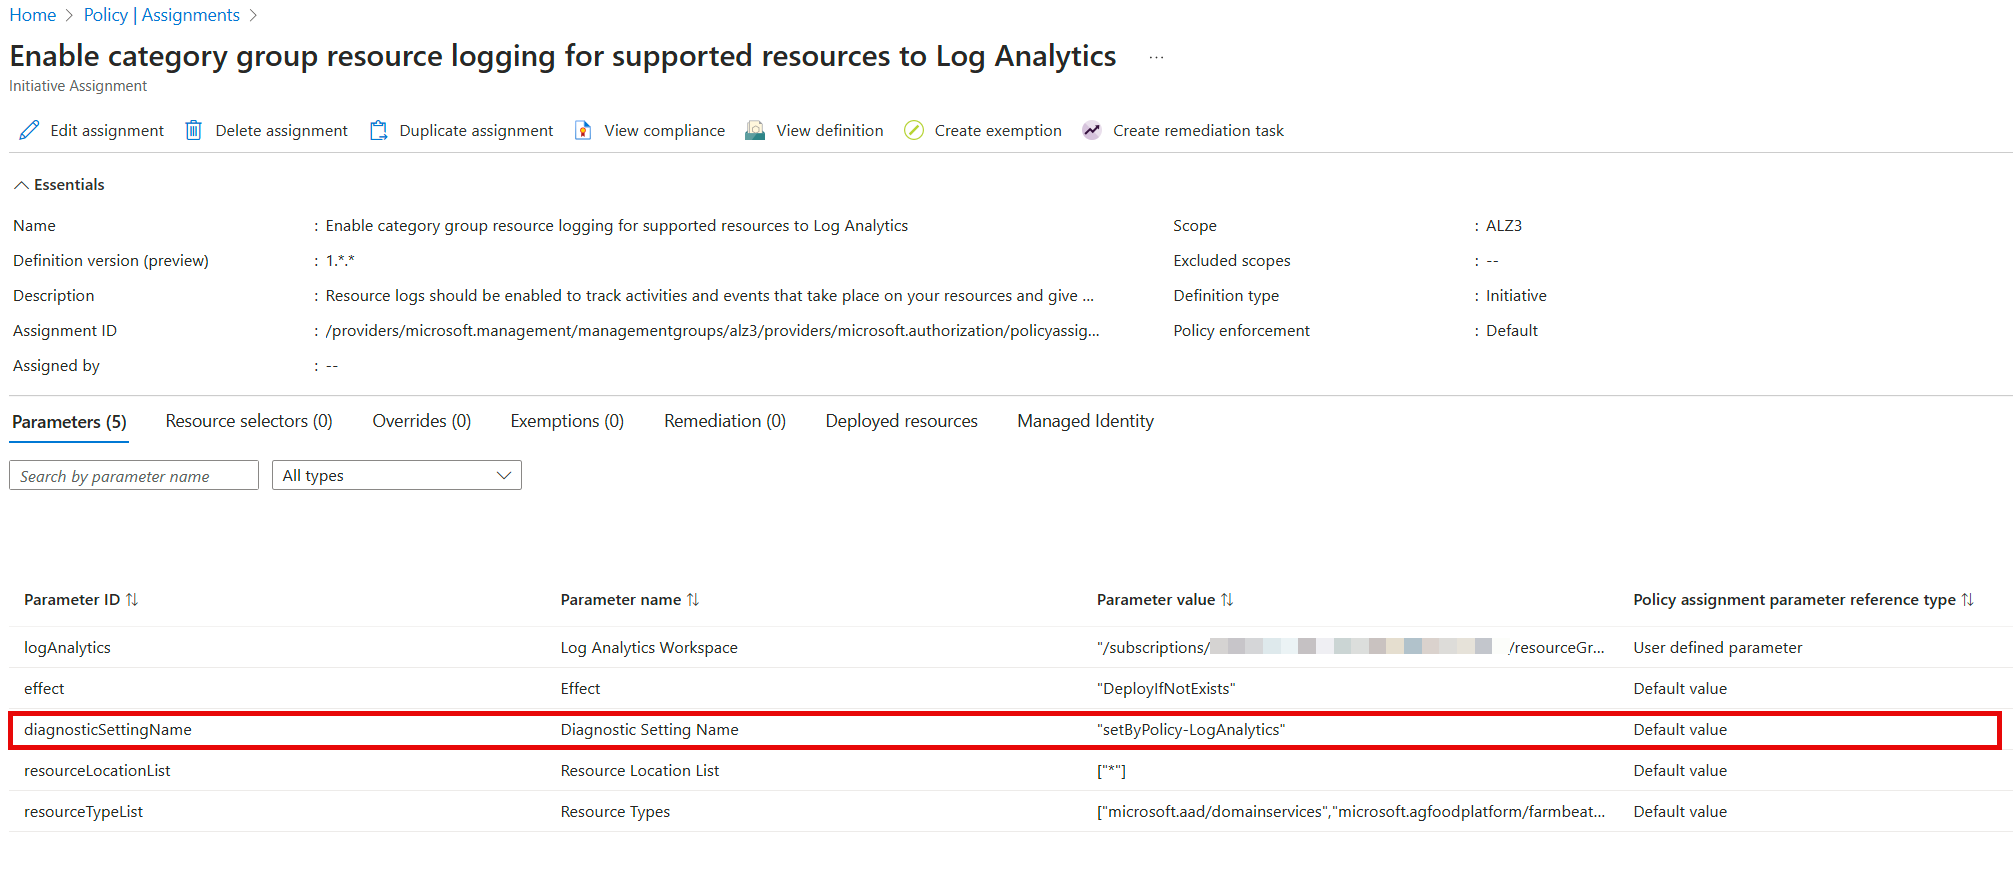 Home > Policy | Assignments >
Enable category group resource logging for supported resources to Log Analytics ...
Initiative Assignment
Edit assignment Delete assignment Duplicate assignment View compliance View definition Create exemption Create remediation task
Essentials
Name : Enable category group resource logging for supported resources to Log Analytics Scope : ALZ3
Definition version (preview) : 1.*.* Excluded scopes : --
Description : Resource logs should be enabled to track activities and events that take place on your resources and give ... Definition type : Initiative
Assignment ID : /providers/microsoft.management/managementgroups/alz3/providers/microsoft.authorization/policyassig... Policy enforcement : Default
Assigned by : --
Parameters (5) Resource selectors (0) Overrides (0) Exemptions (0) Remediation (0) Deployed resources Managed Identity
Search by parameter name All types
Parameter ID Parameter name Parameter value Policy assignment parameter reference type
logAnalytics Log Analytics Workspace "/subscriptions/ /resourceGr... User defined parameter
effect Effect "DeployIfNotExists" Default value
diagnosticSettingName Diagnostic Setting Name "setByPolicy-LogAnalytics" Default value
resourceLocationList Resource Location List ["*"] Default value
resourceTypeList Resource Types ["microsoft.aad/domainservices","microsoft.agfoodplatform/farmbeat... Default value